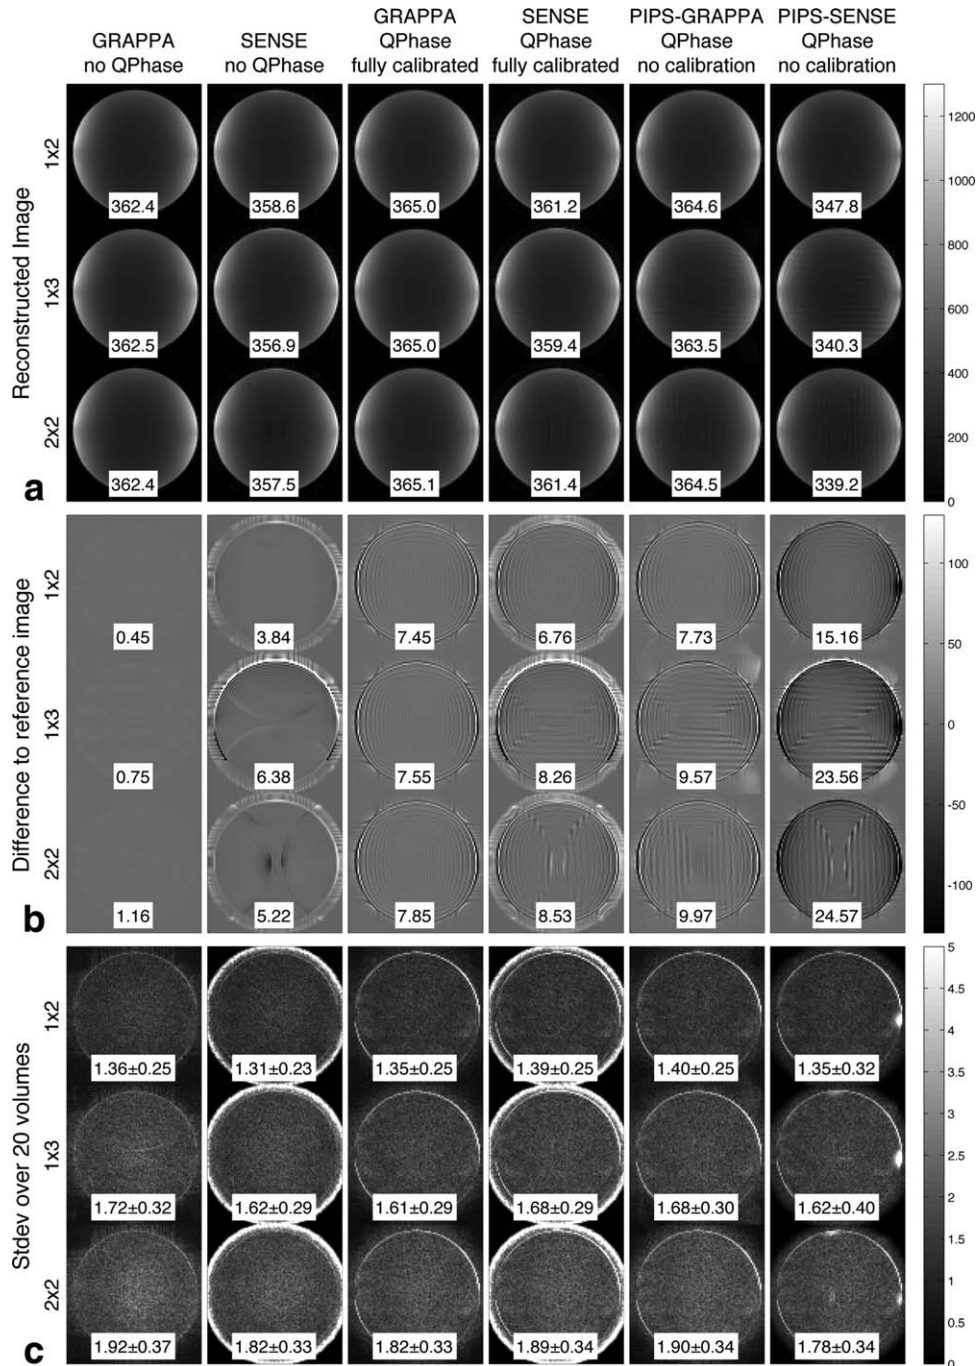 GRAPPA
no QPhase
SENSE
no QPhase
GRAPPA
QPhase
fully calibrated
SENSE
QPhase
fully calibrated
PIPS-GRAPPA
QPhase
no calibration
PIPS-SENSE
QPhase
no calibration
Reconstructed Image
1x2
362.4 358.6 365.0 361.2 364.6 347.8
1x3
362.5 356.9 365.0 359.4 363.5 340.3
2x2
362.4 357.5 365.1 361.4 364.5 339.2
1200
1000
800
600
400
200
0
a
Difference to reference image
1x2
0.45 3.84 7.45 6.76 7.73 15.16
1x3
0.75 6.38 7.55 8.26 9.57 23.56
2x2
1.16 5.22 7.85 8.53 9.97 24.57
100
50
0
-50
-100
b
Stdev over 20 volumes
1x2
1.36±0.25 1.31±0.23 1.35±0.25 1.39±0.25 1.40±0.25 1.35±0.32
1x3
1.72±0.32 1.62±0.29 1.61±0.29 1.68±0.29 1.68±0.30 1.62±0.40
2x2
1.92±0.37 1.82±0.33 1.82±0.33 1.89±0.34 1.90±0.34 1.78±0.34
5
4.5
4
3.5
3
2.5
2
1.5
1
0.5
0
c